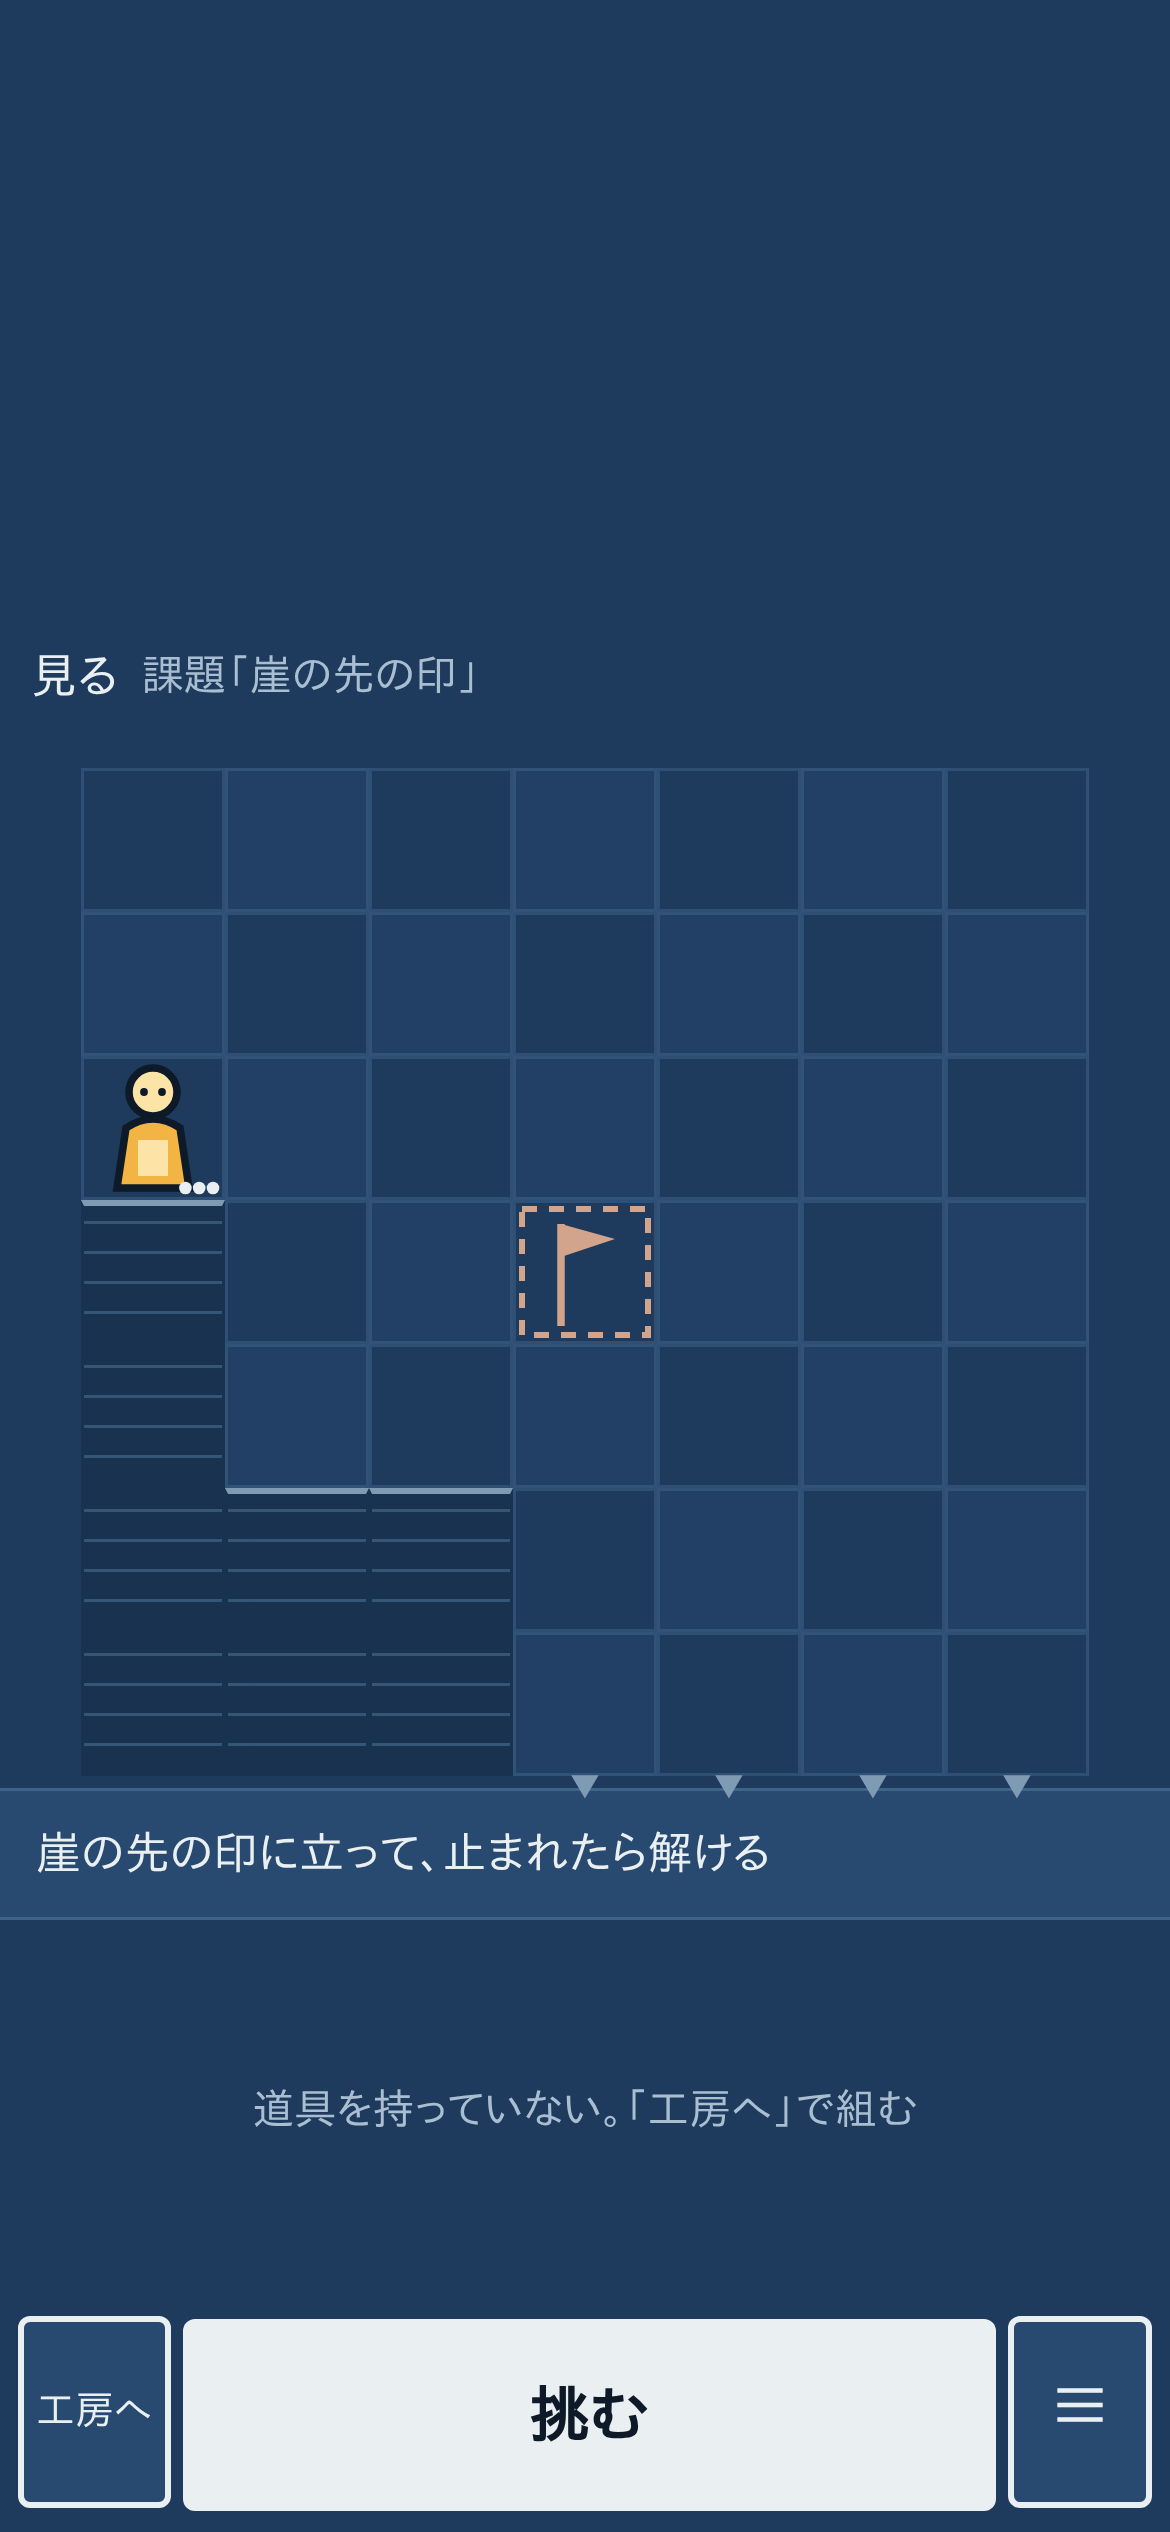 見る 課題「崖の先の印」
崖の先の印に立って、止まれたら解ける
道具を持っていない。「工房へ」で組む
工房へ
挑む